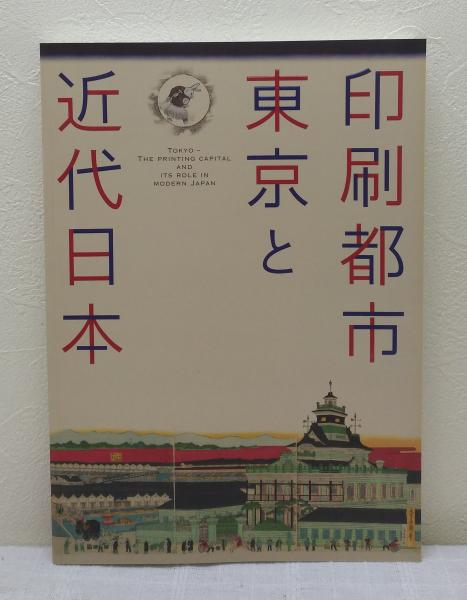 印刷都市
東京と
近代日本
TOKYO –
THE PRINTING CAPITAL
AND
ITS ROLE IN
MODERN JAPAN